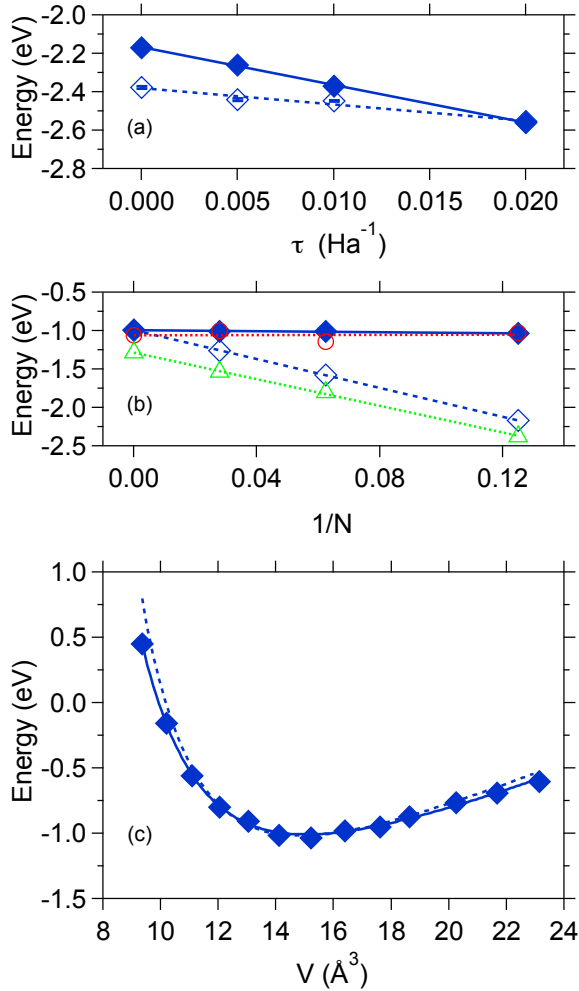 -2.0
-2.2
-2.4
-2.6
-2.8
Energy (eV)
(a)
0.000 0.005 0.010 0.015 0.020
τ (Ha⁻¹)
-0.5
-1.0
-1.5
-2.0
-2.5
Energy (eV)
(b)
0.00 0.04 0.08 0.12
1/N
1.0
0.5
0.0
-0.5
-1.0
-1.5
Energy (eV)
(c)
8 10 12 14 16 18 20 22 24
V (Å³)